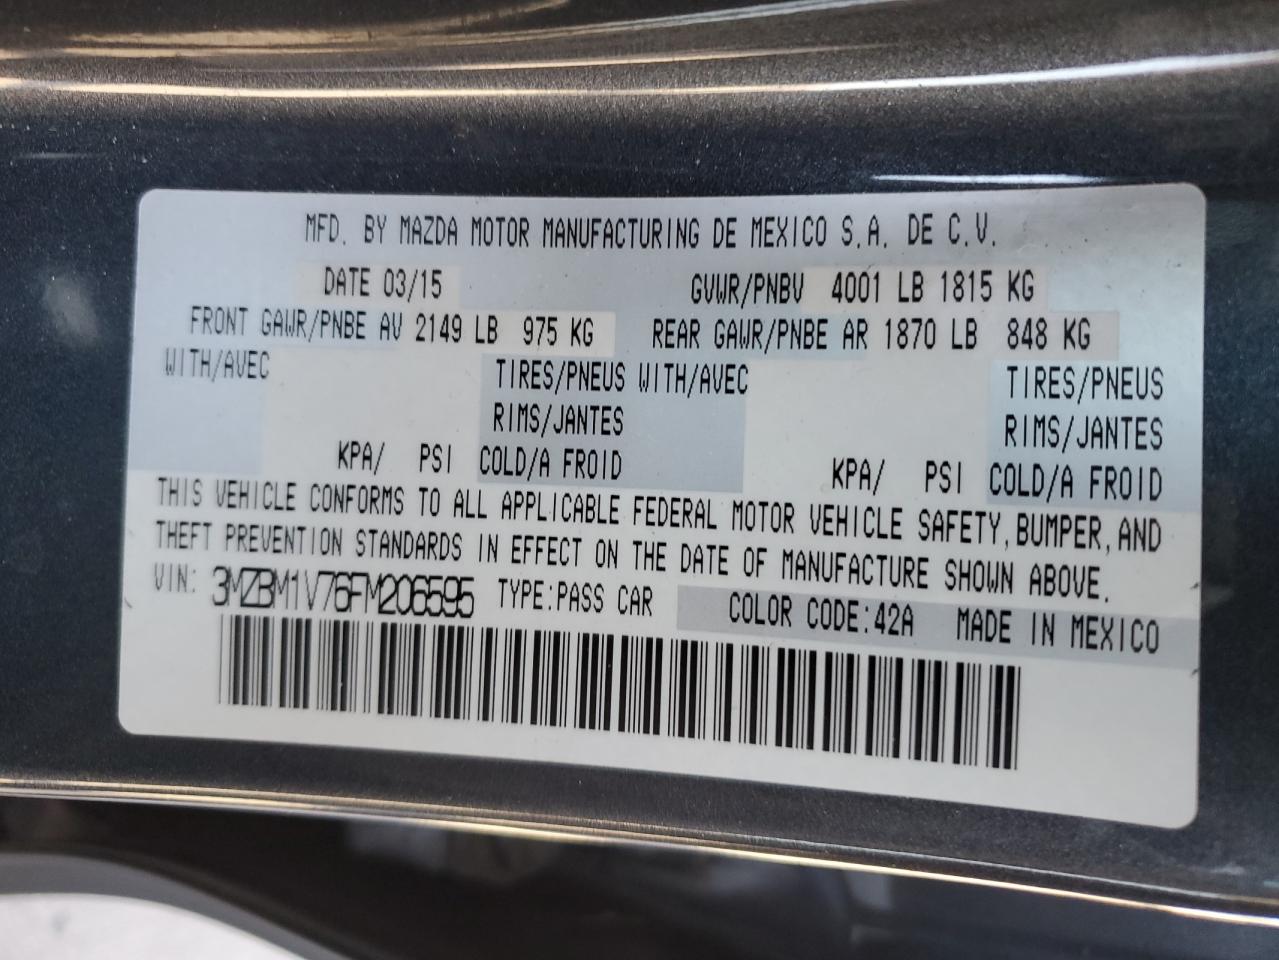 MFD. BY MAZDA MOTOR MANUFACTURING DE MEXICO S.A. DE C.V.
DATE 03/15 GVWR/PNBV 4001 LB 1815 KG
FRONT GAWR/PNBE AV 2149 LB 975 KG REAR GAWR/PNBE AR 1870 LB 848 KG
WITH/AVEC TIRES/PNEUS WITH/AVEC TIRES/PNEUS
RIMS/JANTES RIMS/JANTES
KPA/ PSI COLD/A FROID KPA/ PSI COLD/A FROID
THIS VEHICLE CONFORMS TO ALL APPLICABLE FEDERAL MOTOR VEHICLE SAFETY, BUMPER, AND
THEFT PREVENTION STANDARDS IN EFFECT ON THE DATE OF MANUFACTURE SHOWN ABOVE.
VIN: 3MZBM1V76FM206595 TYPE:PASS CAR COLOR CODE:42A MADE IN MEXICO